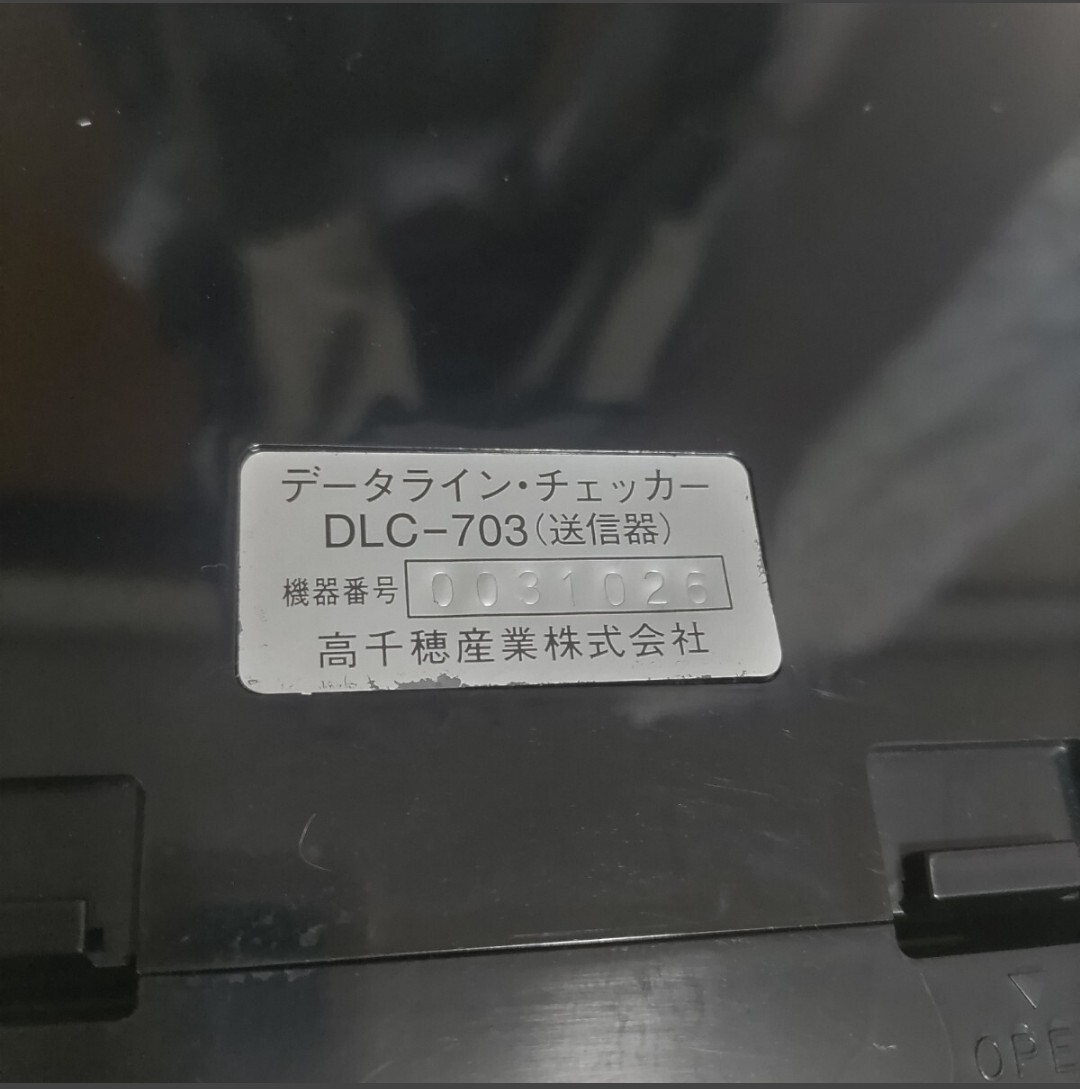 データライン・チェッカー
DLC-703(送信器)
機器番号 0031026
高千穂産業株式会社